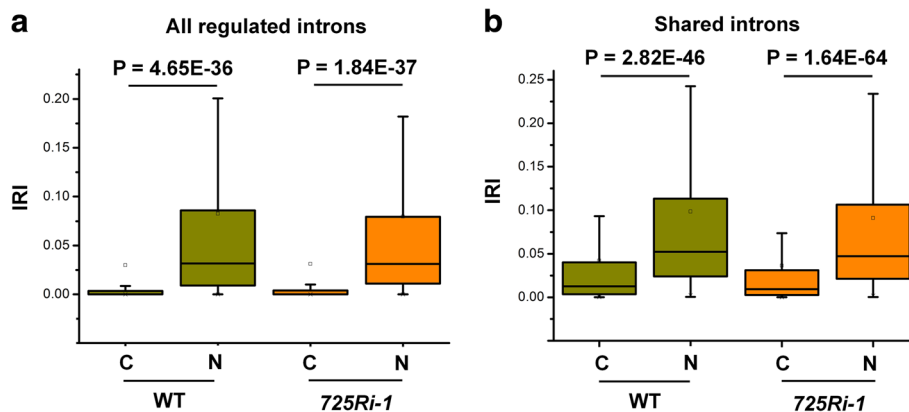 a
All regulated introns
P = 4.65E-36 P = 1.84E-37
IRI
0.20
0.15
0.10
0.05
0.00
C N C N
WT 725Ri-1
b
Shared introns
P = 2.82E-46 P = 1.64E-64
IRI
0.25
0.20
0.15
0.10
0.05
0.00
C N C N
WT 725Ri-1